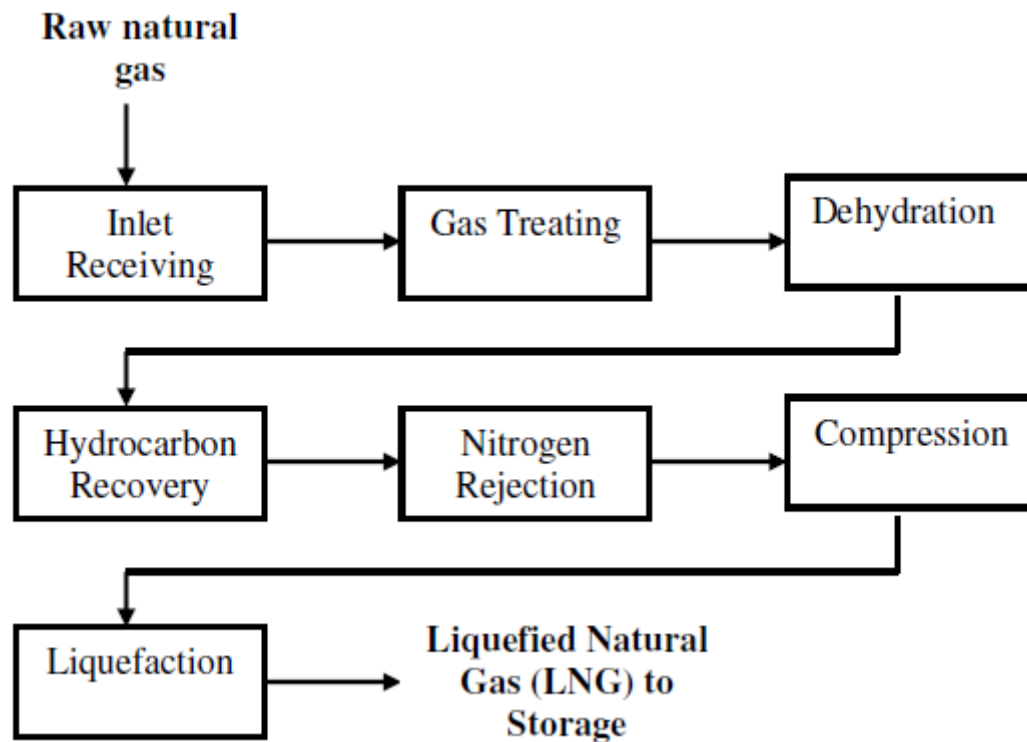 Raw natural
gas
Inlet
Receiving
Gas Treating
Dehydration
Hydrocarbon
Recovery
Nitrogen
Rejection
Compression
Liquefaction
Liquefied Natural
Gas (LNG) to
Storage